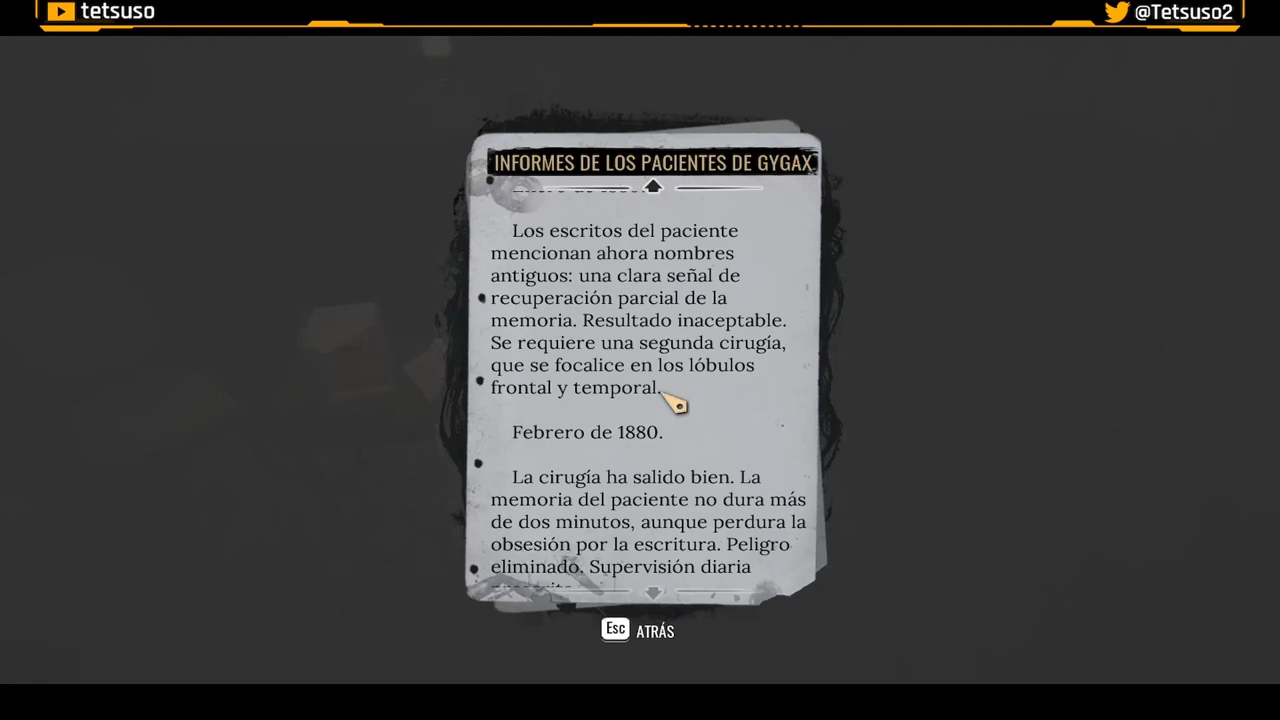 tetsuso
@Tetsuso2
INFORMES DE LOS PACIENTES DE GYGAX
Los escritos del paciente
mencionan ahora nombres
antiguos: una clara señal de
recuperación parcial de la
memoria. Resultado inaceptable.
Se requiere una segunda cirugía,
que se focalice en los lóbulos
frontal y temporal.
Febrero de 1880.
La cirugía ha salido bien. La
memoria del paciente no dura más
de dos minutos, aunque perdura la
obsesión por la escritura. Peligro
eliminado. Supervisión diaria
Esc ATRÁS